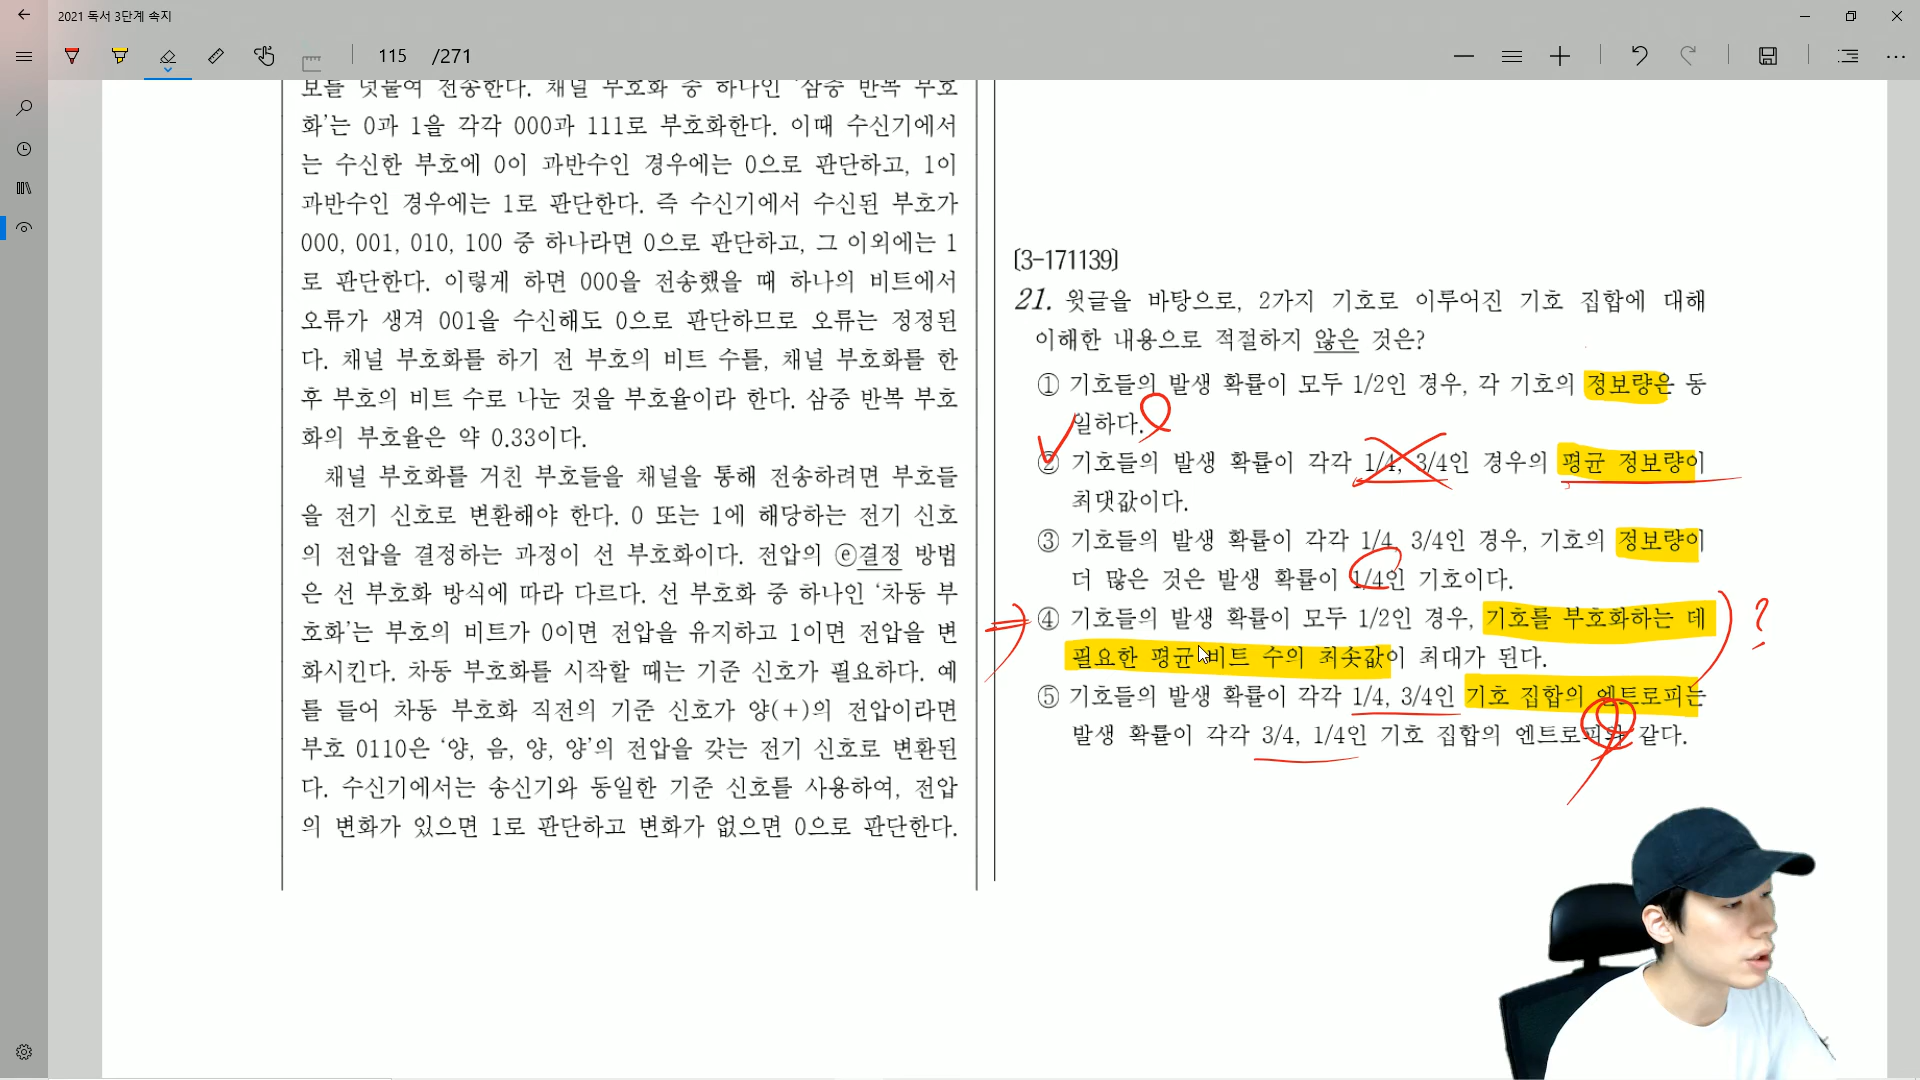 2021 독서 3단계 속지
115 /271
보를 덧붙여 전송한다. 채널 부호화 중 하나인 ‘삼중 반복 부호
화’는 0과 1을 각각 000과 111로 부호화한다. 이때 수신기에서
는 수신한 부호에 0이 과반수인 경우에는 0으로 판단하고, 1이
과반수인 경우에는 1로 판단한다. 즉 수신기에서 수신된 부호가
000, 001, 010, 100 중 하나라면 0으로 판단하고, 그 이외에는 1
로 판단한다. 이렇게 하면 000을 전송했을 때 하나의 비트에서
오류가 생겨 001을 수신해도 0으로 판단하므로 오류는 정정된
다. 채널 부호화를 하기 전 부호의 비트 수를, 채널 부호화를 한
후 부호의 비트 수로 나눈 것을 부호율이라 한다. 삼중 반복 부호
화의 부호율은 약 0.33이다.
채널 부호화를 거친 부호들을 채널을 통해 전송하려면 부호들
을 전기 신호로 변환해야 한다. 0 또는 1에 해당하는 전기 신호
의 전압을 결정하는 과정이 선 부호화이다. 전압의 ⓔ결정 방법
은 선 부호화 방식에 따라 다르다. 선 부호화 중 하나인 ‘차동 부
호화’는 부호의 비트가 0이면 전압을 유지하고 1이면 전압을 변
화시킨다. 차동 부호화를 시작할 때는 기준 신호가 필요하다. 예
를 들어 차동 부호화 직전의 기준 신호가 양(+)의 전압이라면
부호 0110은 ‘양, 음, 양, 양’의 전압을 갖는 전기 신호로 변환된
다. 수신기에서는 송신기와 동일한 기준 신호를 사용하여, 전압
의 변화가 있으면 1로 판단하고 변화가 없으면 0으로 판단한다.
[3-171139]
21. 윗글을 바탕으로, 2가지 기호로 이루어진 기호 집합에 대해
이해한 내용으로 적절하지 않은 것은?
① 기호들의 발생 확률이 모두 1/2인 경우, 각 기호의 정보량은 동
일하다.
② 기호들의 발생 확률이 각각 1/4, 3/4인 경우의 평균 정보량이
최댓값이다.
③ 기호들의 발생 확률이 각각 1/4, 3/4인 경우, 기호의 정보량이
더 많은 것은 발생 확률이 1/4인 기호이다.
④ 기호들의 발생 확률이 모두 1/2인 경우, 기호를 부호화하는 데 ?
필요한 평균 비트 수의 최솟값이 최대가 된다.
⑤ 기호들의 발생 확률이 각각 1/4, 3/4인 기호 집합의 엔트로피는
발생 확률이 각각 3/4, 1/4인 기호 집합의 엔트로피와 같다.